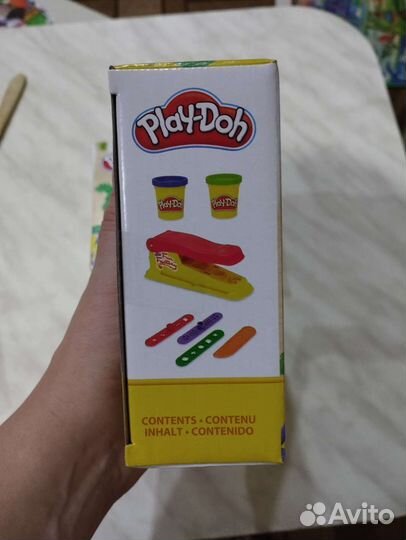 Play-Doh
Play-Doh
Play-Doh
CONTENTS • CONTENU
INHALT • CONTENIDO
Avito